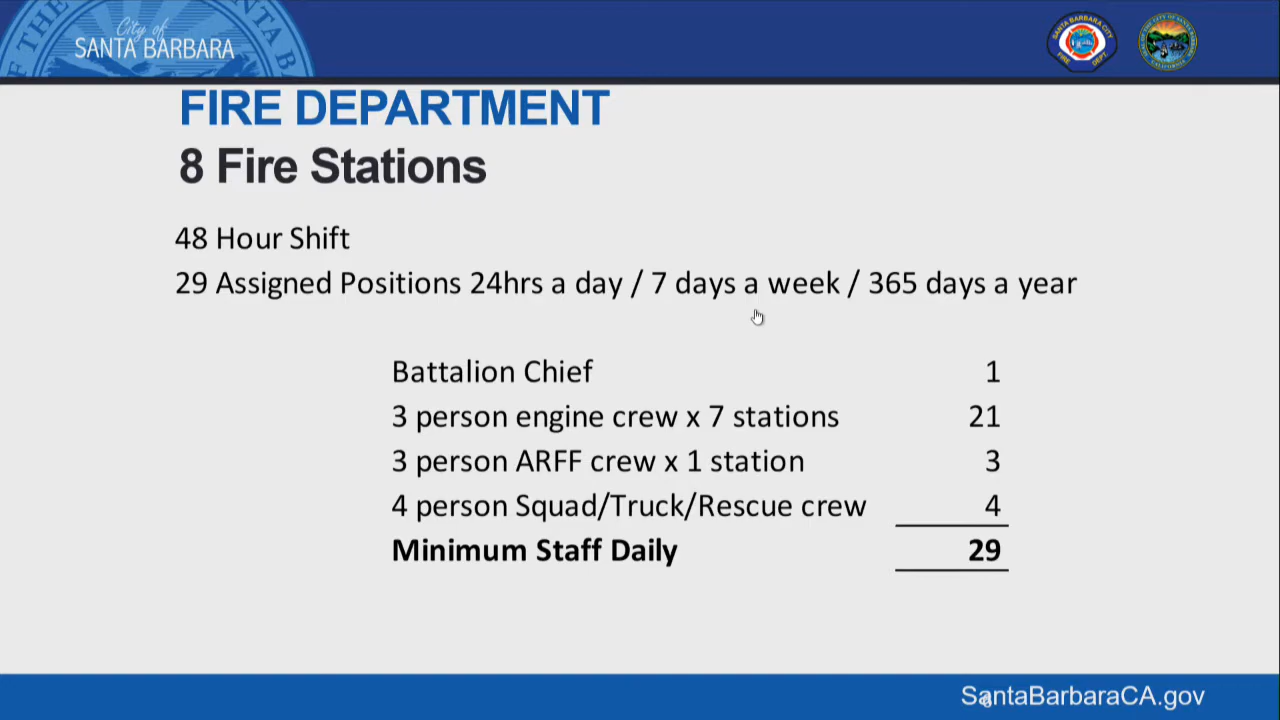 City of
SANTA BARBARA
FIRE DEPARTMENT
8 Fire Stations
48 Hour Shift
29 Assigned Positions 24hrs a day / 7 days a week / 365 days a year
Battalion Chief 1
3 person engine crew x 7 stations 21
3 person ARFF crew x 1 station 3
4 person Squad/Truck/Rescue crew 4
Minimum Staff Daily 29
SantaBarbaraCA.gov